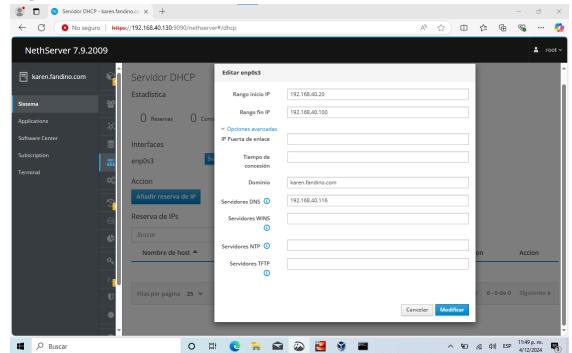 Servidor DHCP - karen.fandino.co
No seguro
https://192.168.40.130:9090/nethserver#/dhcp
NethServer 7.9.2009
root
karen.fandino.com
Sistema
Applications
Software Center
Subscription
Terminal
Servidor DHCP
Estadística
0 Reservas 0
Interfaces
enp0s3
Accion
Añadir reserva de IP
Reserva de IPs
Buscar
Nombre de host
Accion
Filas por página 25
0 - 0 de 0 Siguiente
Editar enp0s3
Rango inicio IP 192.168.40.20
Rango fin IP 192.168.40.100
Opciones avanzadas
IP Puerta de enlace
Tiempo de
concesión
Dominio karen.fandino.com
Servidores DNS 192.168.40.116
Servidores WINS
Servidores NTP
Servidores TFTP
Cancelar Modificar
Buscar
ESP
11:49 p. m.
4/12/2024